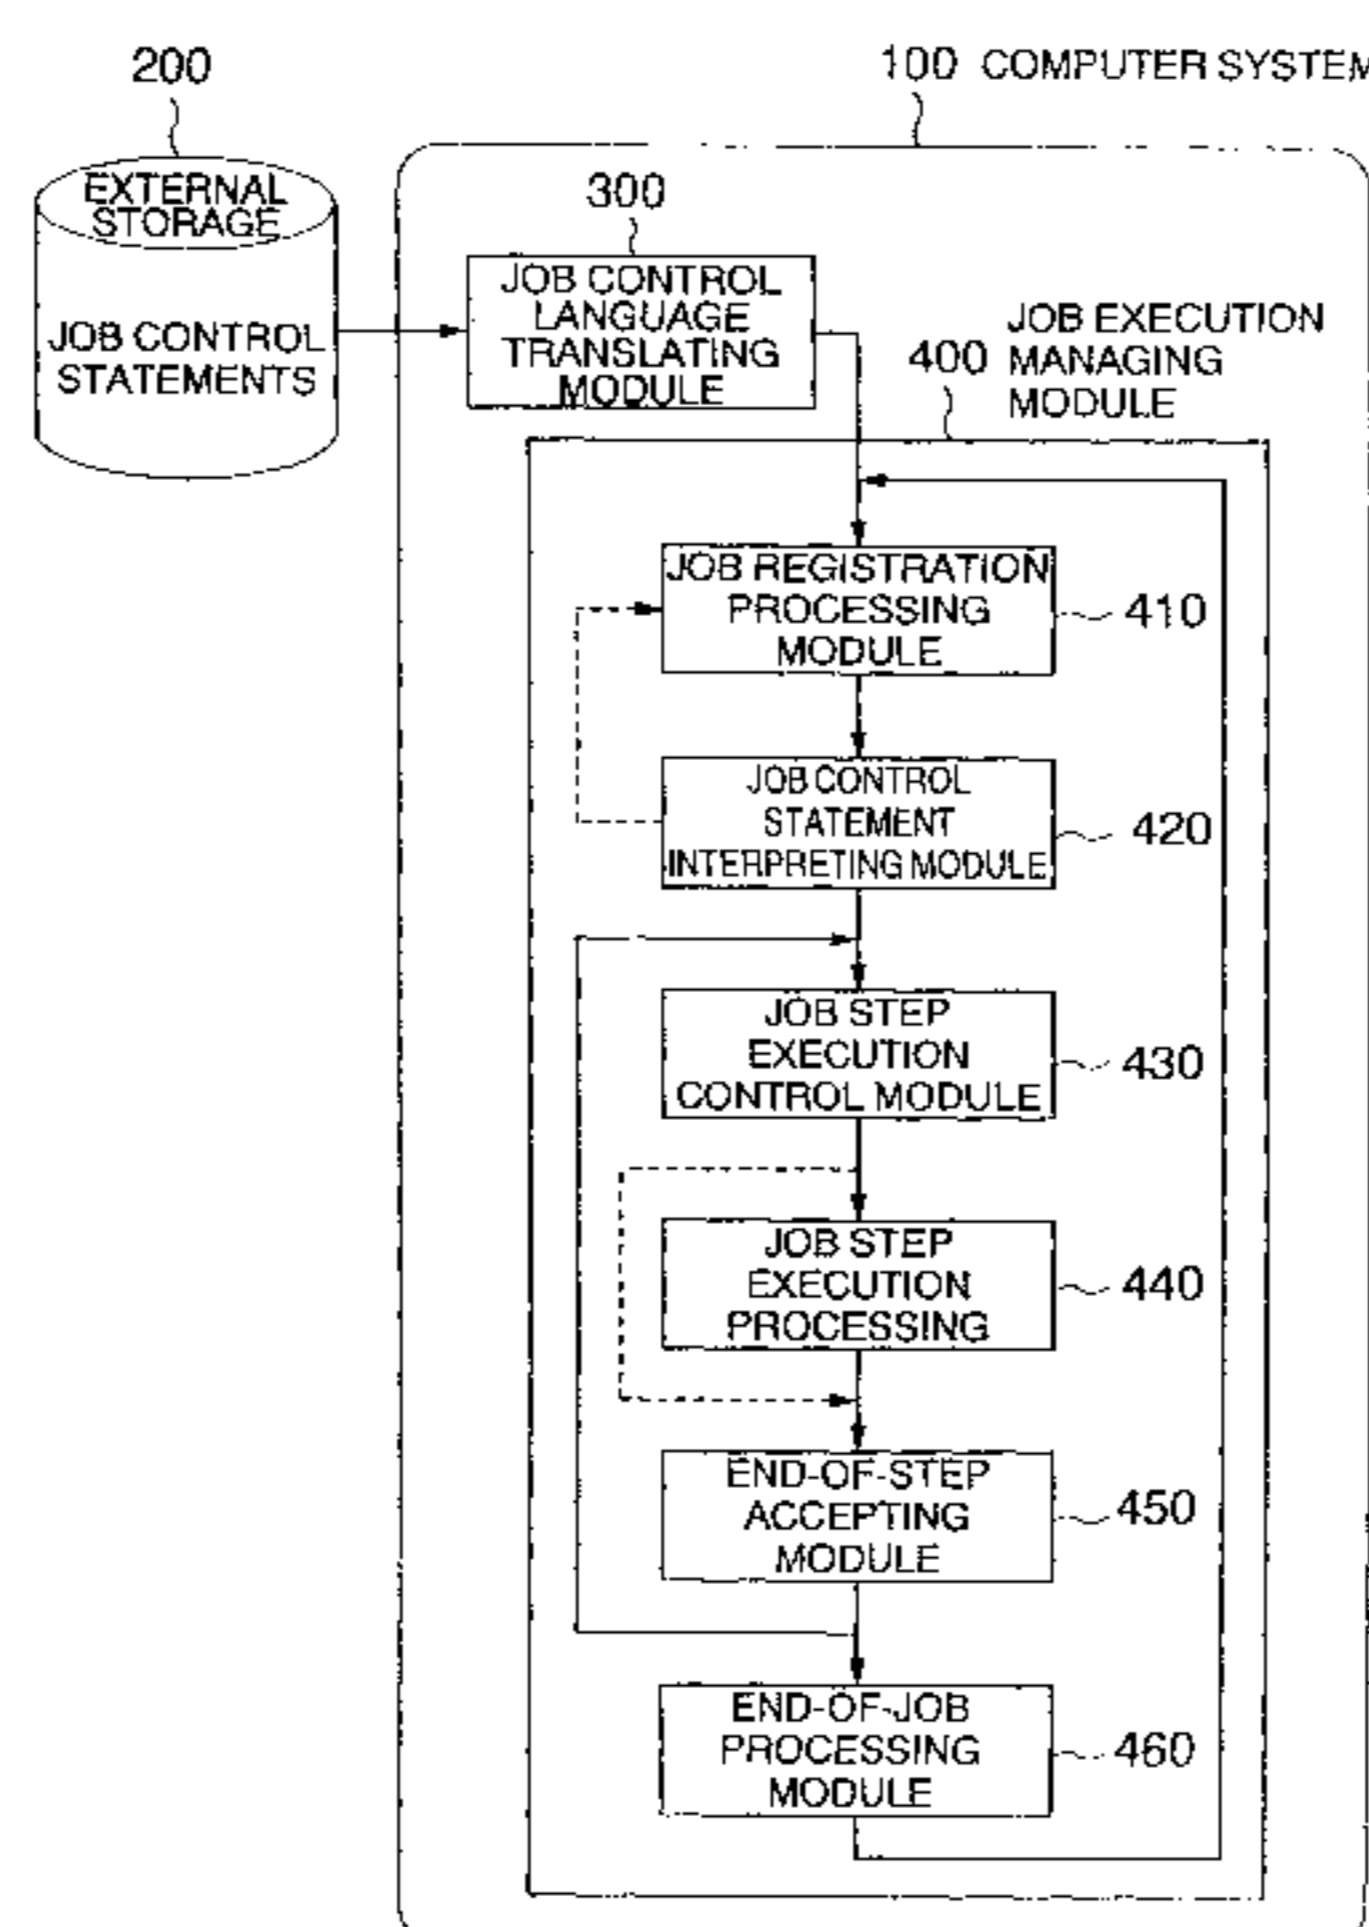 200
100 COMPUTER SYSTEM
EXTERNAL
STORAGE
JOB CONTROL
STATEMENTS
300
JOB CONTROL
LANGUAGE
TRANSLATING
MODULE
400 JOB EXECUTION
MANAGING
MODULE
JOB REGISTRATION
PROCESSING
MODULE
410
JOB CONTROL
STATEMENT
INTERPRETING MODULE
420
JOB STEP
EXECUTION
CONTROL MODULE
430
JOB STEP
EXECUTION
PROCESSING
440
END-OF-STEP
ACCEPTING
MODULE
450
END-OF-JOB
PROCESSING
MODULE
460